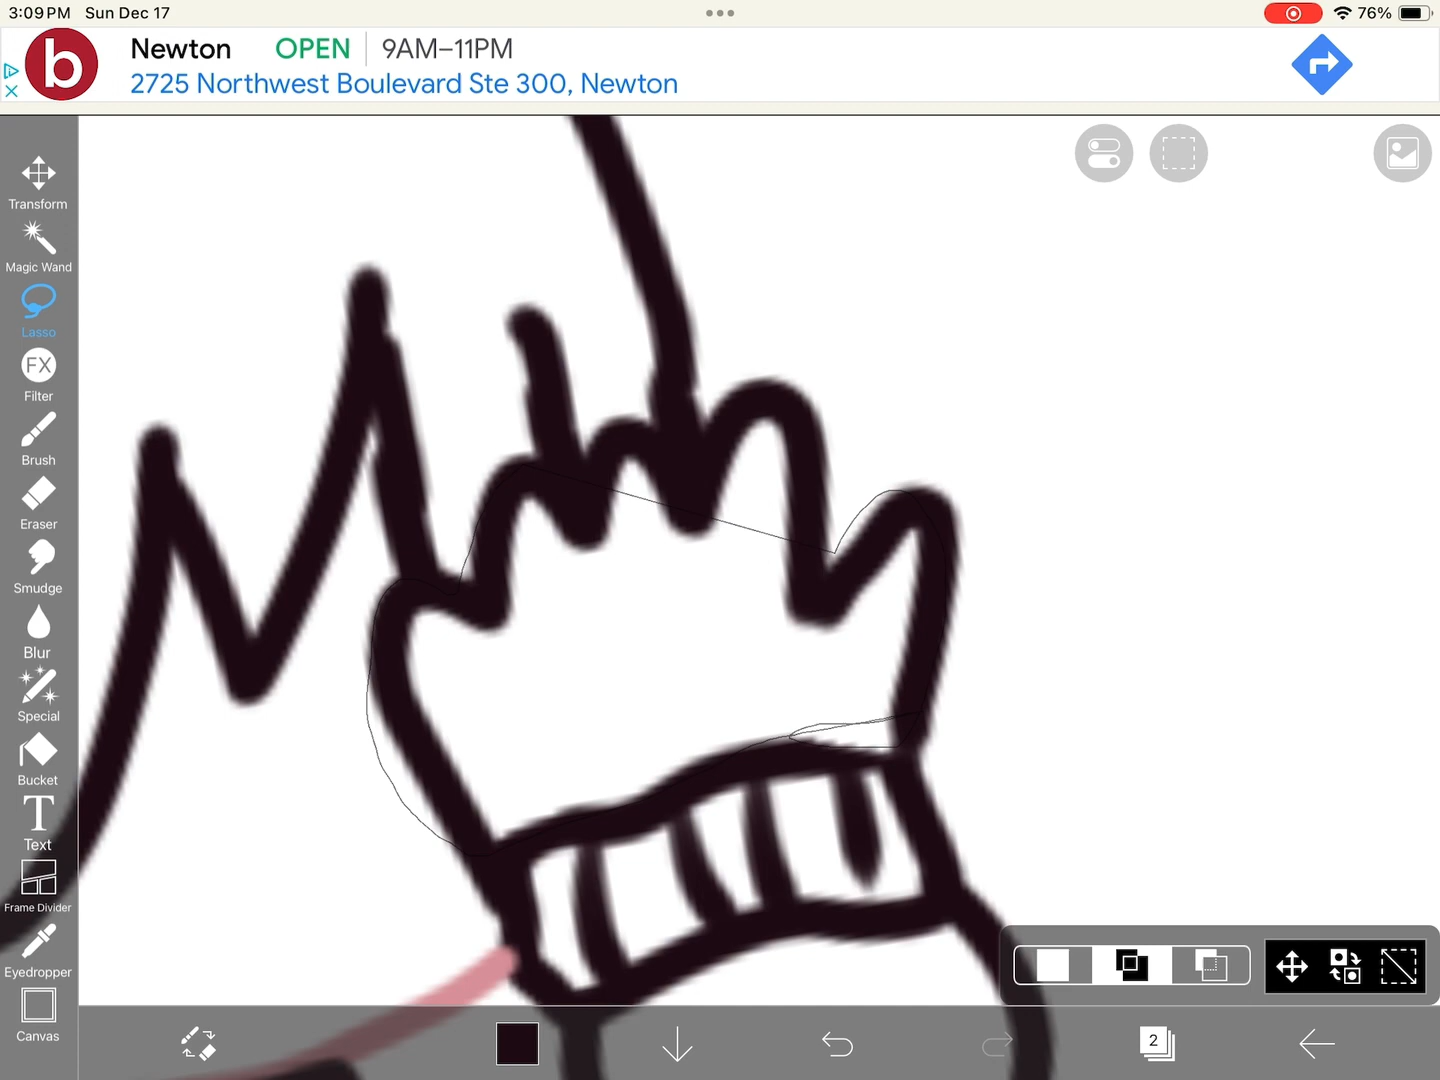 3:09 PM Sun Dec 17
76%
b
Newton OPEN 9AM–11PM
2725 Northwest Boulevard Ste 300, Newton
Transform
Magic Wand
Lasso
FX
Filter
Brush
Eraser
Smudge
Blur
Special
Bucket
T
Text
Frame Divider
Eyedropper
Canvas
2